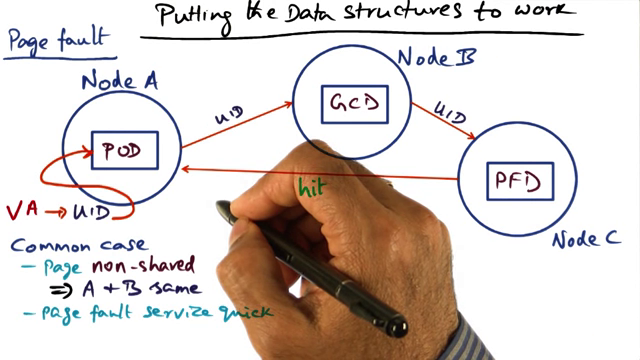 Putting the Data structures to work
Page fault
Node A
Node B
Node C
UID
GCD
UID
POD
PFD
hit
VA → UID
Common case
- Page non-shared
⇒ A + B same
- page fault service quick